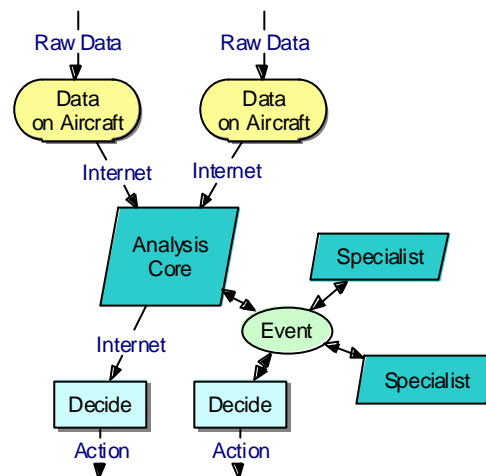 Raw Data Raw Data
Data
on Aircraft
Data
on Aircraft
Internet Internet
Analysis
Core
Specialist
Event
Internet
Specialist
Decide Decide
Action Action